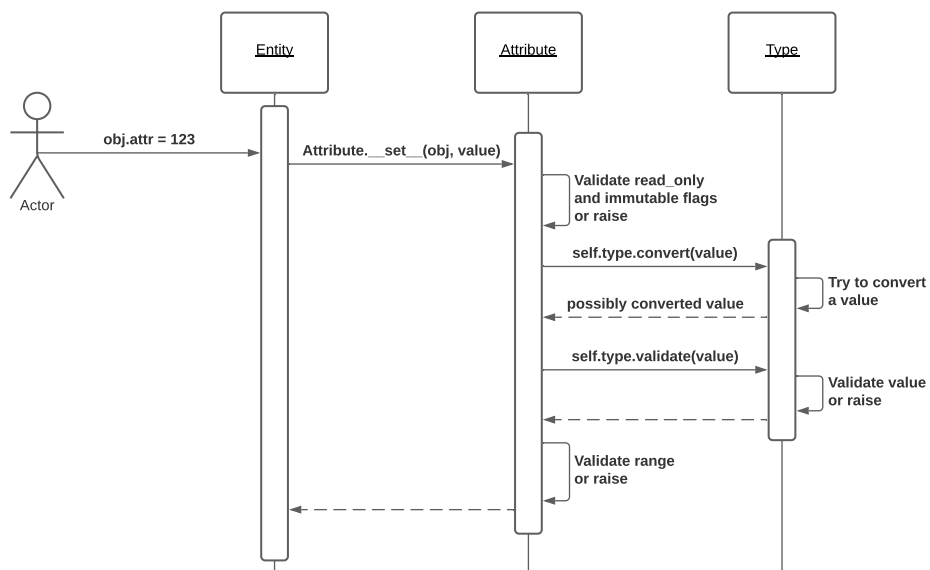 Entity
Attribute
Type
obj.attr = 123
Attribute.__set__(obj, value)
Actor
Validate read_only
and immutable flags
or raise
self.type.convert(value)
Try to convert
a value
possibly converted value
self.type.validate(value)
Validate value
or raise
Validate range
or raise